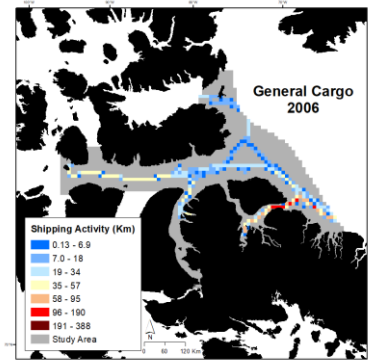 General Cargo
2006
Shipping Activity (Km)
0.13 - 6.9
7.0 - 18
19 - 34
35 - 57
58 - 95
96 - 190
191 - 388
Study Area
N
0 60 120 Km